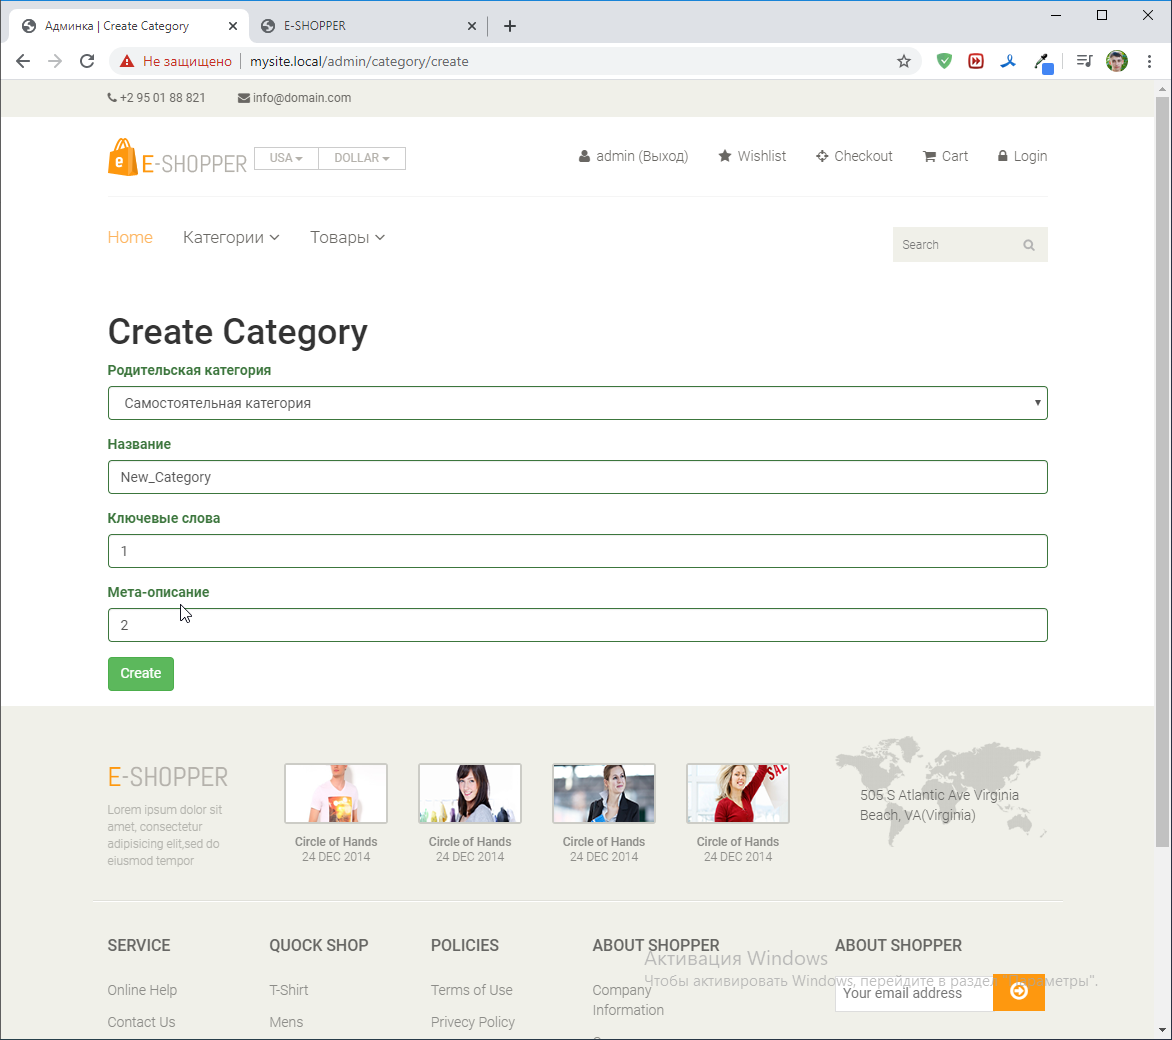 Админка | Create Category
E-SHOPPER
Не защищено
mysite.local/admin/category/create
+2 95 01 88 821
info@domain.com
E-SHOPPER
USA
DOLLAR
admin (Выход)
Wishlist
Checkout
Cart
Login
Home
Категории
Товары
Search
Create Category
Родительская категория
Самостоятельная категория
Название
New_Category
Ключевые слова
1
Мета-описание
2
Create
E-SHOPPER
Lorem ipsum dolor sit
amet, consectetur
adipisicing elit,sed do
eiusmod tempor
Circle of Hands
24 DEC 2014
Circle of Hands
24 DEC 2014
Circle of Hands
24 DEC 2014
SALE
Circle of Hands
24 DEC 2014
505 S Atlantic Ave Virginia
Beach, VA(Virginia)
SERVICE
QUOCK SHOP
POLICIES
ABOUT SHOPPER
ABOUT SHOPPER
Активация Windows
Чтобы активировать Windows, перейдите в раздел "Параметры".
Online Help
T-Shirt
Terms of Use
Company
Information
Your email address
Contact Us
Mens
Privecy Policy